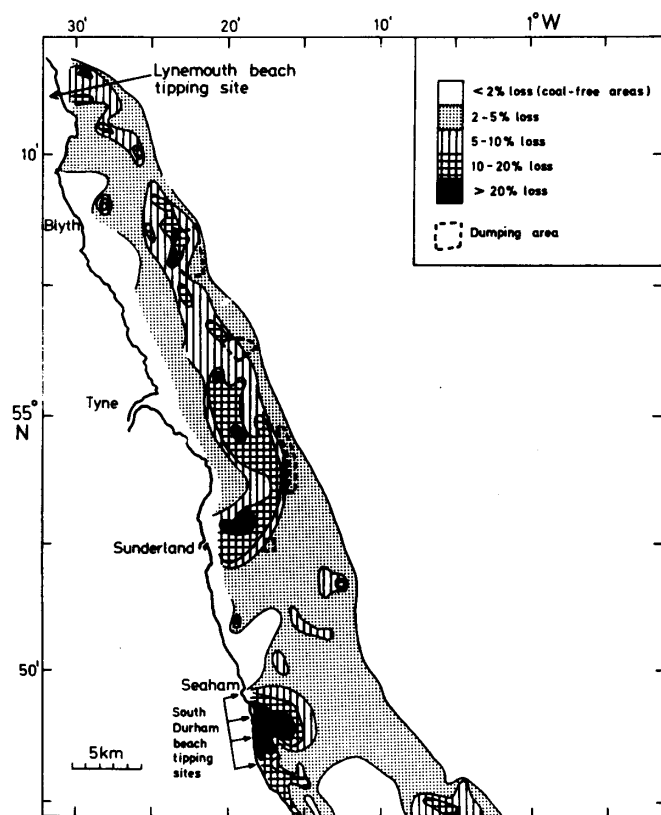 30' 20' 10' 1° W
Lynemouth beach
tipping site
< 2% loss (coal-free areas)
2-5% loss
5-10% loss
10-20% loss
> 20% loss
Dumping area
10'
Blyth
Tyne
55°
N
Sunderland
50'
Seaham
South
Durham
beach
tipping
sites
5km